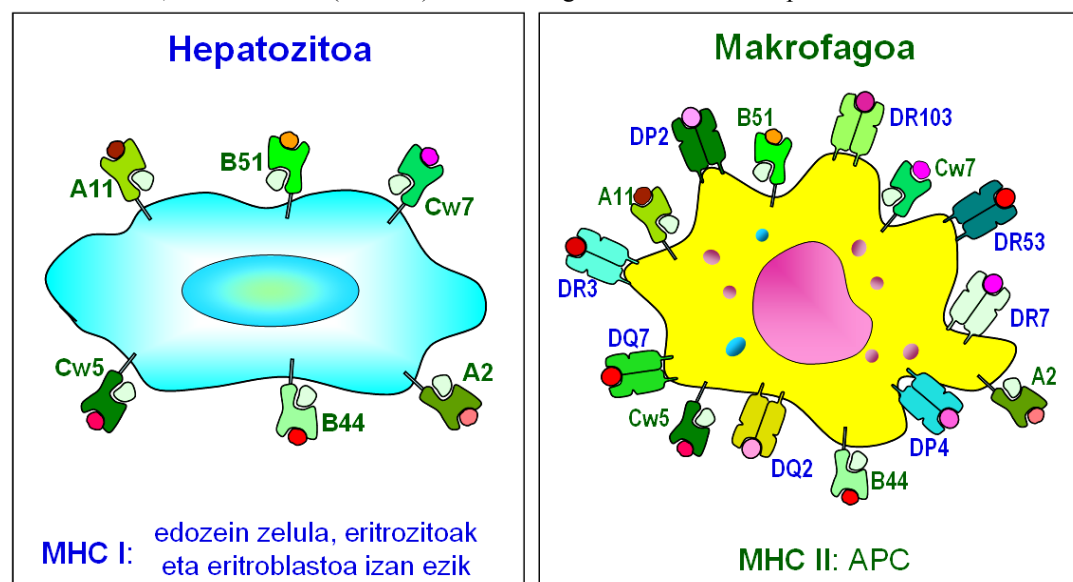 Hepatozitoa
A11
B51
Cw7
Cw5
B44
A2
MHC I: edozein zelula, eritrozitoak
eta eritroblastoa izan ezik
Makrofagoa
DP2
B51
DR103
A11
Cw7
DR3
DR53
DQ7
DR7
Cw5
DQ2
DP4
A2
B44
MHC II: APC